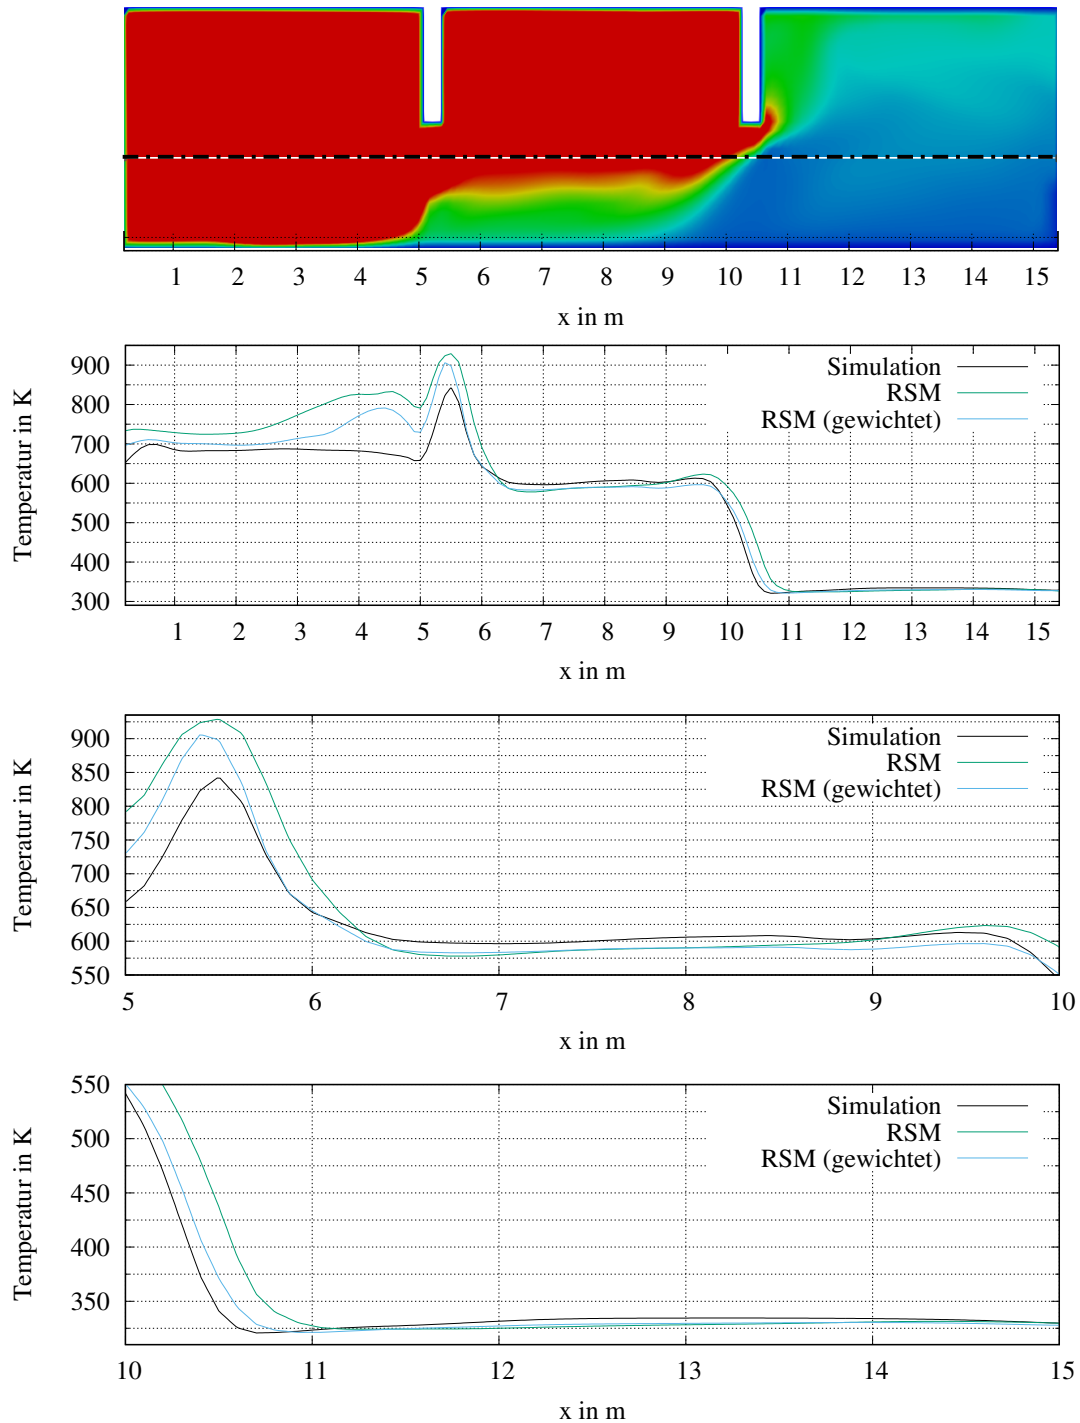 1 2 3 4 5 6 7 8 9 10 11 12 13 14 15
x in m
Temperatur in K
900
800
700
600
500
400
300
Simulation
RSM
RSM (gewichtet)
1 2 3 4 5 6 7 8 9 10 11 12 13 14 15
x in m
Temperatur in K
900
850
800
750
700
650
600
550
Simulation
RSM
RSM (gewichtet)
5 6 7 8 9 10
x in m
Temperatur in K
550
500
450
400
350
Simulation
RSM
RSM (gewichtet)
10 11 12 13 14 15
x in m